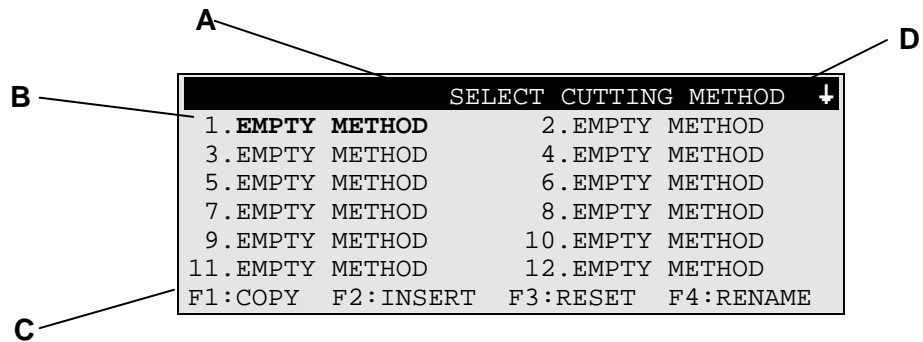 A
D
B
SELECT CUTTING METHOD ↓
1.EMPTY METHOD 2.EMPTY METHOD
3.EMPTY METHOD 4.EMPTY METHOD
5.EMPTY METHOD 6.EMPTY METHOD
7.EMPTY METHOD 8.EMPTY METHOD
9.EMPTY METHOD 10.EMPTY METHOD
11.EMPTY METHOD 12.EMPTY METHOD
F1:COPY F2:INSERT F3:RESET F4:RENAME
C